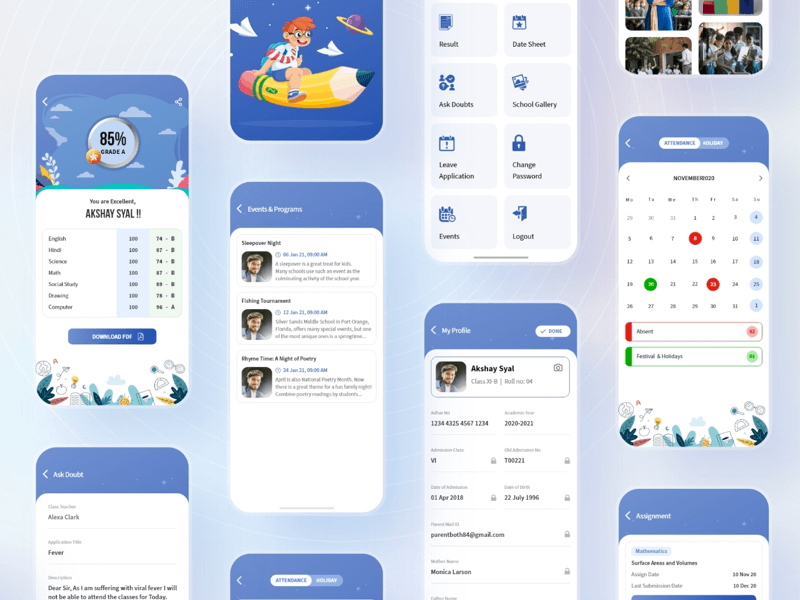 85%
GRADE A
You are Excellent,
AKSHAY SYAL !!
English 100 74 - B
Hindi 100 87 - B
Science 100 74 - B
Math 100 87 - B
Social Study 100 89 - B
Drawing 100 78 - B
Computer 100 96 - A
DOWNLOAD PDF
Ask Doubt
Class Teacher
Alexa Clark
Application Title
Fever
Description
Dear Sir, As I am suffering with viral fever I will
not be able to attend the classes for Today.
Events & Programs
Sleepover Night
06 Jan 21, 09:00 AM
A sleepover is a great treat for kids.
Many schools use such an event as the
culminating activity of the school year.
Fishing Tournament
12 Jan 21, 09:00 AM
Silver Sands Middle School in Port Orange,
Florida, offers many special events, but one
of the most unique ones is a springtime...
Rhyme Time: A Night of Poetry
24 Jan 21, 09:00 AM
April is also National Poetry Month. Now
there is a great theme for a fun family night!
Combine poetry readings by students...
ATTENDANCE HOLIDAY
Result
Date Sheet
Ask Doubts
School Gallery
Leave
Application
Change
Password
Events
Logout
My Profile
DONE
Akshay Syal
Class XI-B | Roll no: 04
Adhar No
1234 4325 4567 1234
Academic Year
2020-2021
Admission Class
VI
Old Admission No
T00221
Date of Admission
01 Apr 2018
Date of Birth
22 July 1996
Parent Mail ID
parentboth84@gmail.com
Mother Name
Monica Larson
Father Name
ATTENDANCE HOLIDAY
NOVEMBER2020
Mo Tu We Th Fr Sa Su
29 30 31 1 2 3 4
5 6 7 8 9 10 11
12 13 14 15 16 17 18
19 20 21 22 23 24 25
26 27 28 29 30 31 1
Absent 02
Festival & Holidays 01
Assignment
Mathematics
Surface Areas and Volumes
Assign Date 10 Nov 20
Last Submission Date 10 Dec 20